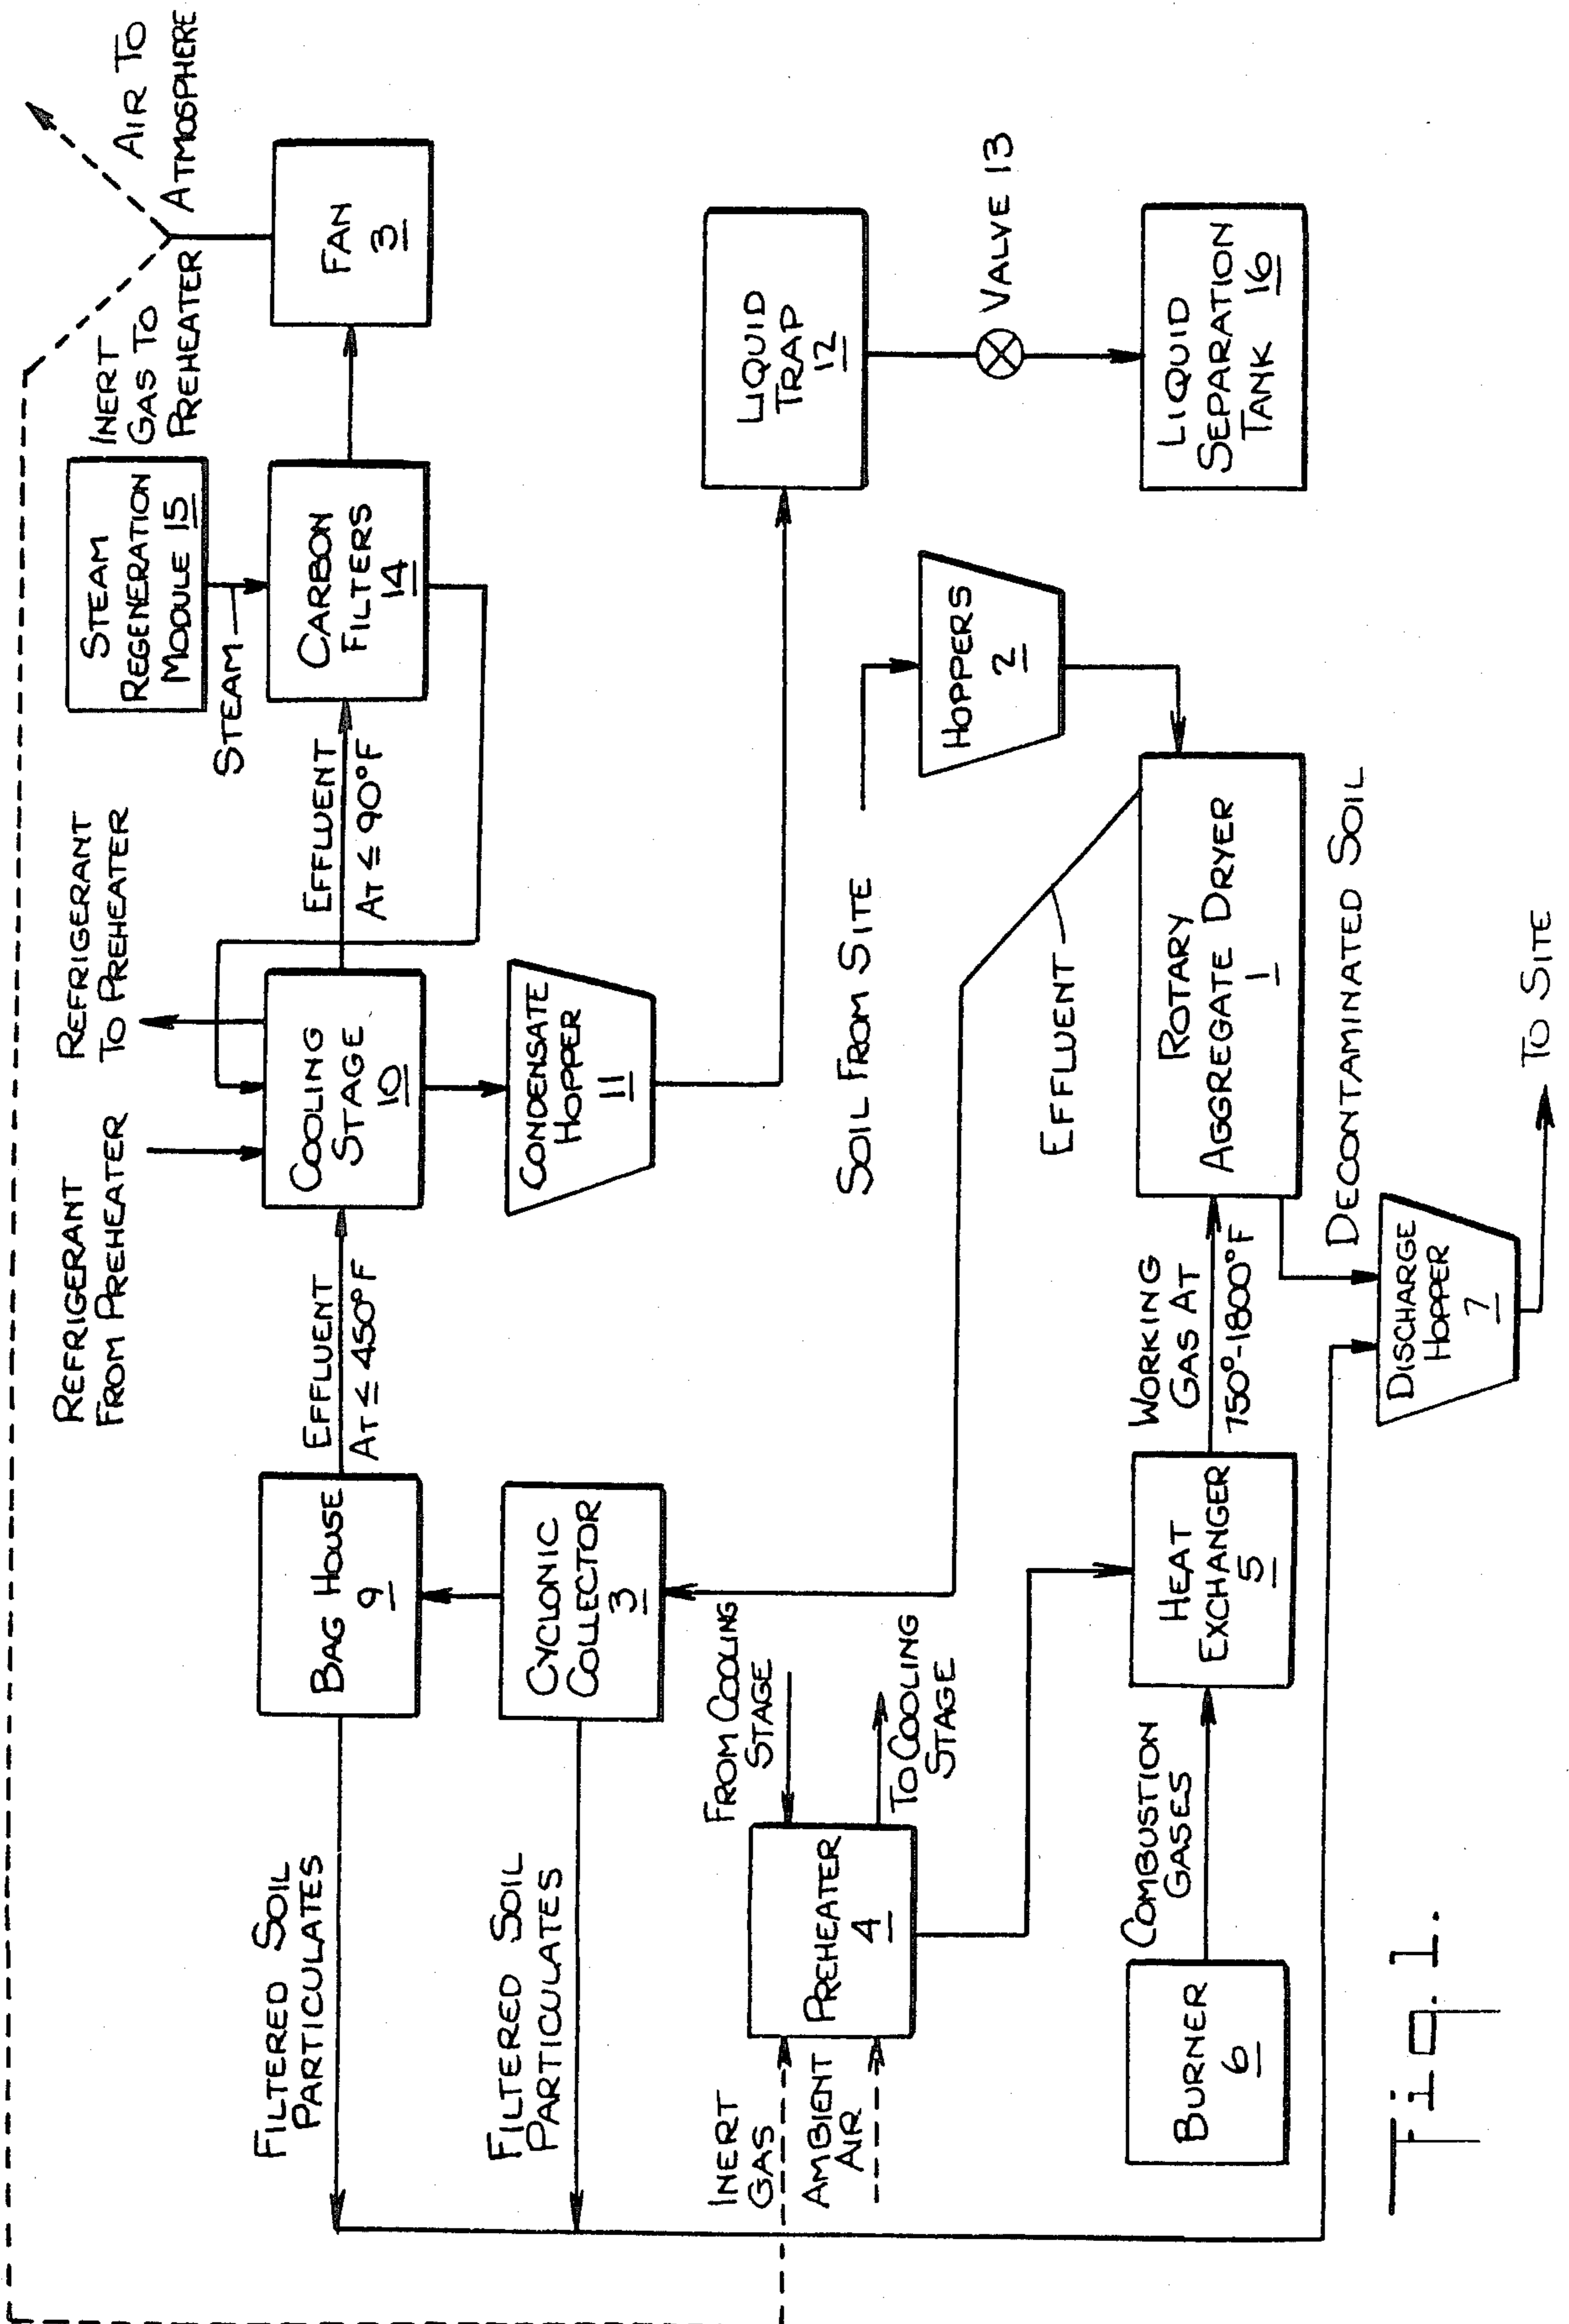 AIR TO
ATMOSPHERE
INERT
GAS TO
PREHEATER
STEAM
REGENERATION
MODULE 15
STEAM
FAN
3
CARBON
FILTERS
14
EFFLUENT
AT ≤ 90°F
REFRIGERANT
TO PREHEATER
REFRIGERANT
FROM PREHEATER
COOLING
STAGE
10
EFFLUENT
AT ≤ 450°F
BAG HOUSE
9
FILTERED SOIL
PARTICULATES
CONDENSATE
HOPPER
11
CYCLONIC
COLLECTOR
3
FILTERED SOIL
PARTICULATES
LIQUID
TRAP
12
VALVE 13
LIQUID
SEPARATION
TANK 16
FROM COOLING
STAGE
TO COOLING
STAGE
PREHEATER
4
INERT
GAS
AMBIENT
AIR
SOIL FROM SITE
HOPPERS
2
EFFLUENT
ROTARY
AGGREGATE DRYER
1
WORKING
GAS AT
750°-1800°F
HEAT
EXCHANGER
5
COMBUSTION
GASES
BURNER
6
DECONTAMINATED SOIL
DISCHARGE
HOPPER
7
TO SITE
Fig. 1.